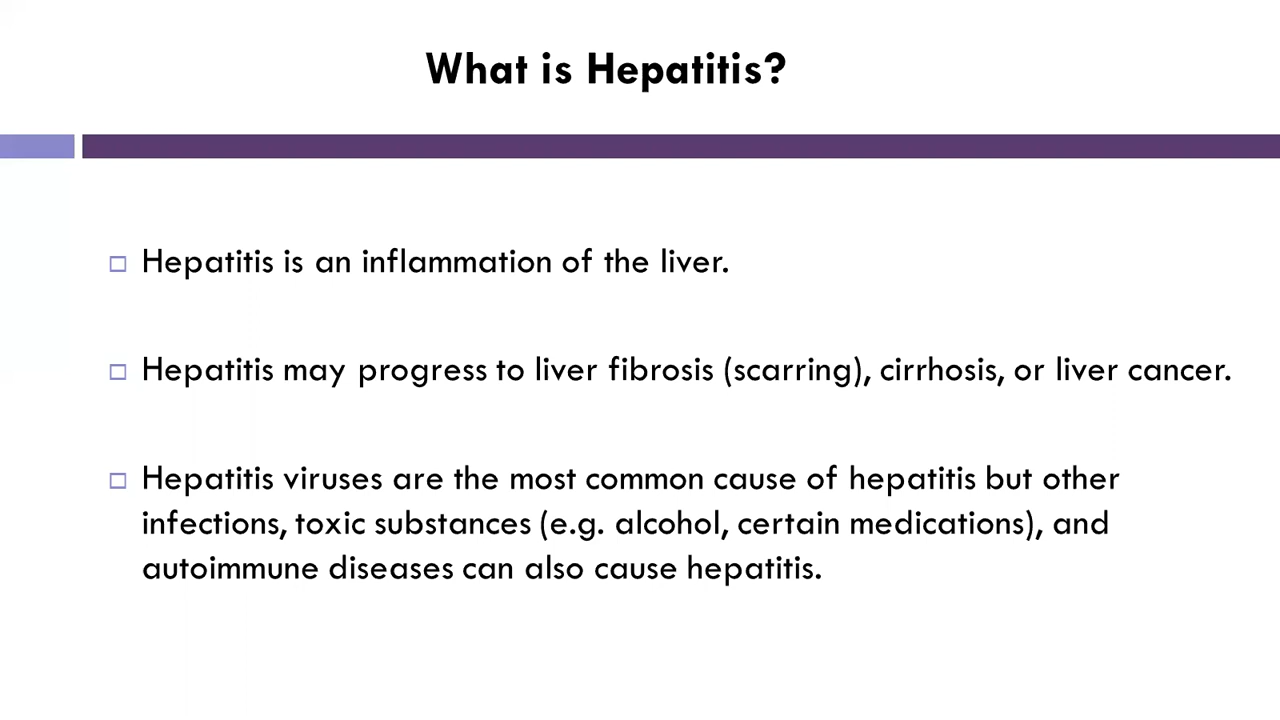 What is Hepatitis?
Hepatitis is an inflammation of the liver.
Hepatitis may progress to liver fibrosis (scarring), cirrhosis, or liver cancer.
Hepatitis viruses are the most common cause of hepatitis but other
infections, toxic substances (e.g. alcohol, certain medications), and
autoimmune diseases can also cause hepatitis.